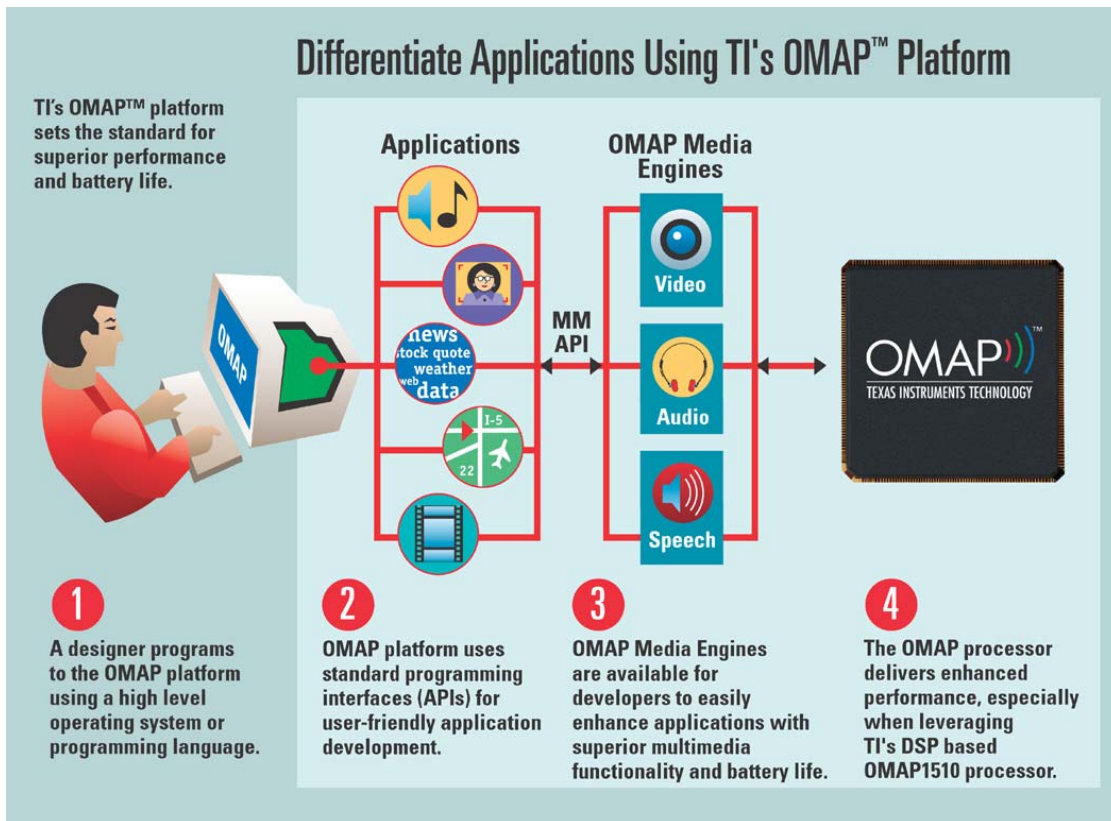 Differentiate Applications Using TI's OMAP™ Platform
TI's OMAP™ platform
sets the standard for
superior performance
and battery life.
Applications
OMAP Media
Engines
OMAP
news
stock quote
weather
web
data
I-5
22
MM
API
Video
Audio
Speech
OMAP ™
TEXAS INSTRUMENTS TECHNOLOGY
1
A designer programs
to the OMAP platform
using a high level
operating system or
programming language.
2
OMAP platform uses
standard programming
interfaces (APIs) for
user-friendly application
development.
3
OMAP Media Engines
are available for
developers to easily
enhance applications with
superior multimedia
functionality and battery life.
4
The OMAP processor
delivers enhanced
performance, especially
when leveraging
TI's DSP based
OMAP1510 processor.